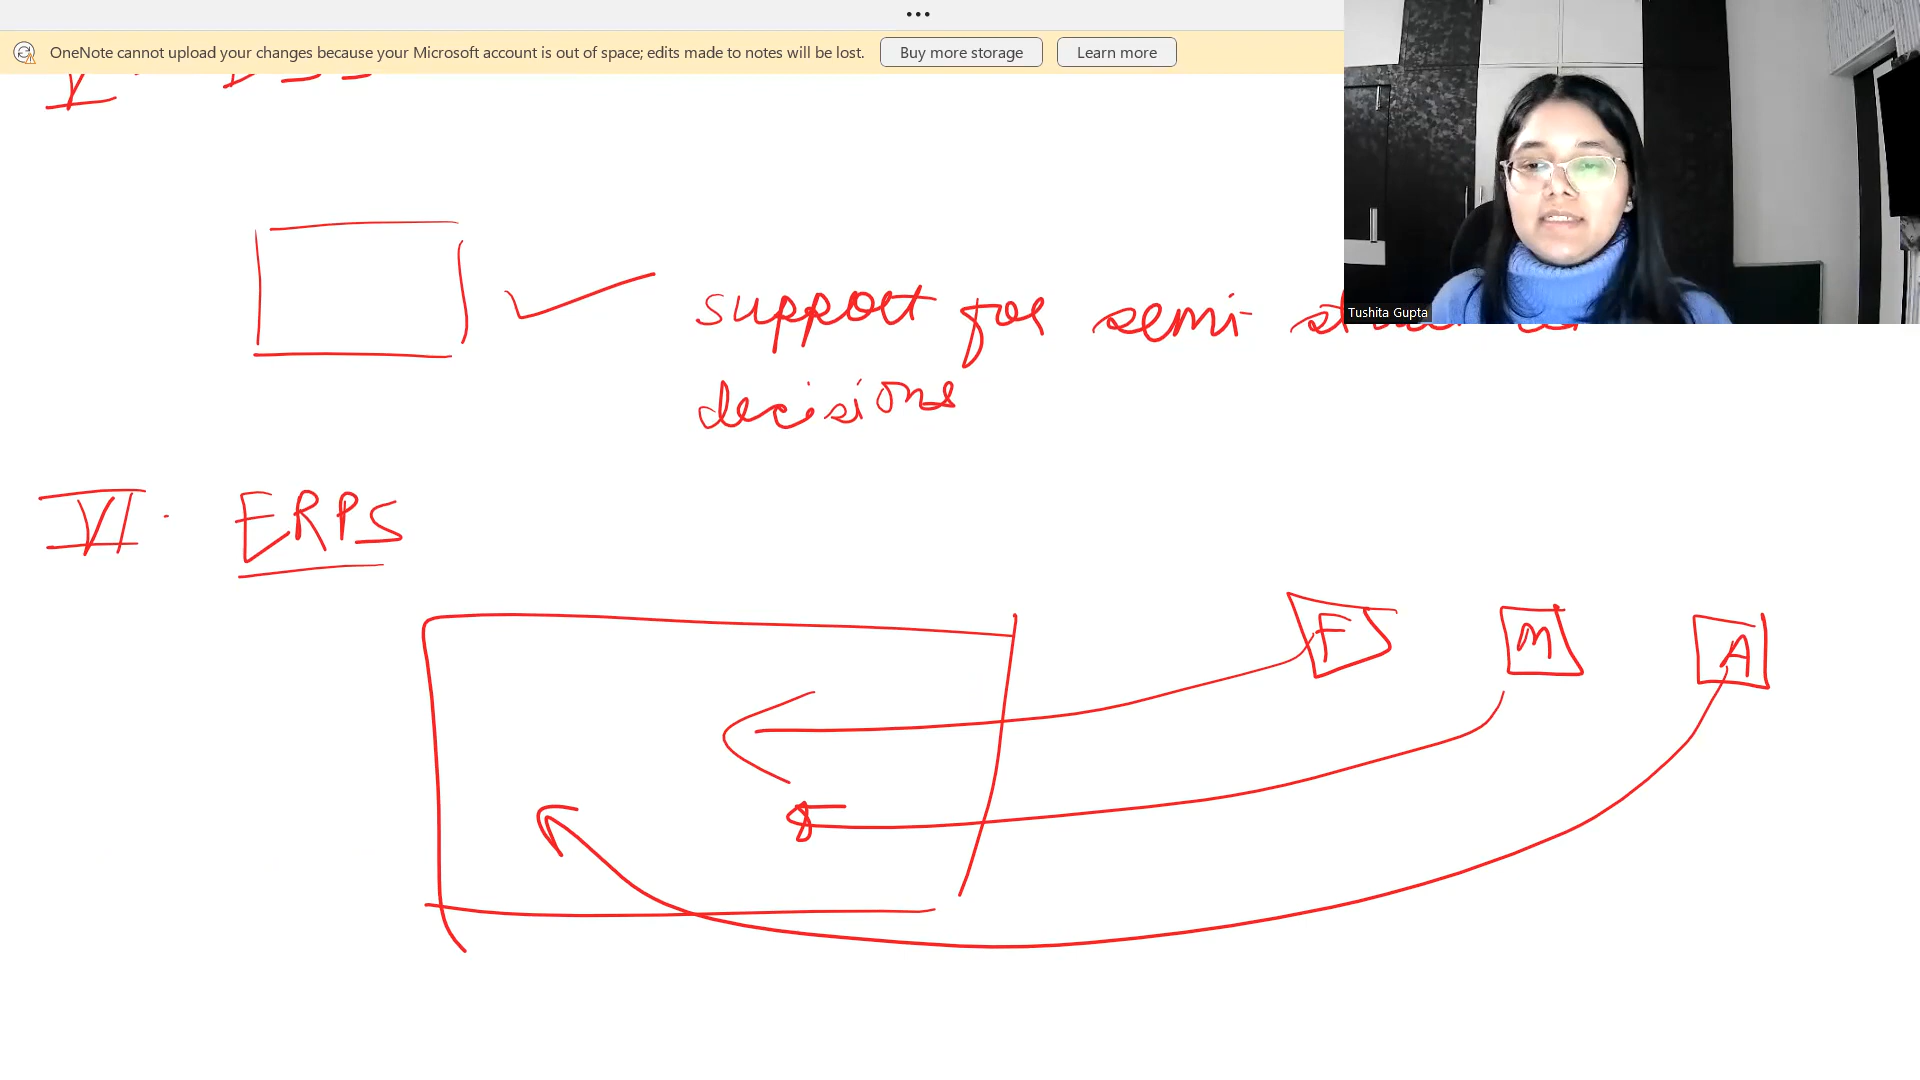 •••
OneNote cannot upload your changes because your Microsoft account is out of space; edits made to notes will be lost. Buy more storage Learn more
V.
Tushita Gupta
support for semi-
decisions
VI. ERPS
F M A